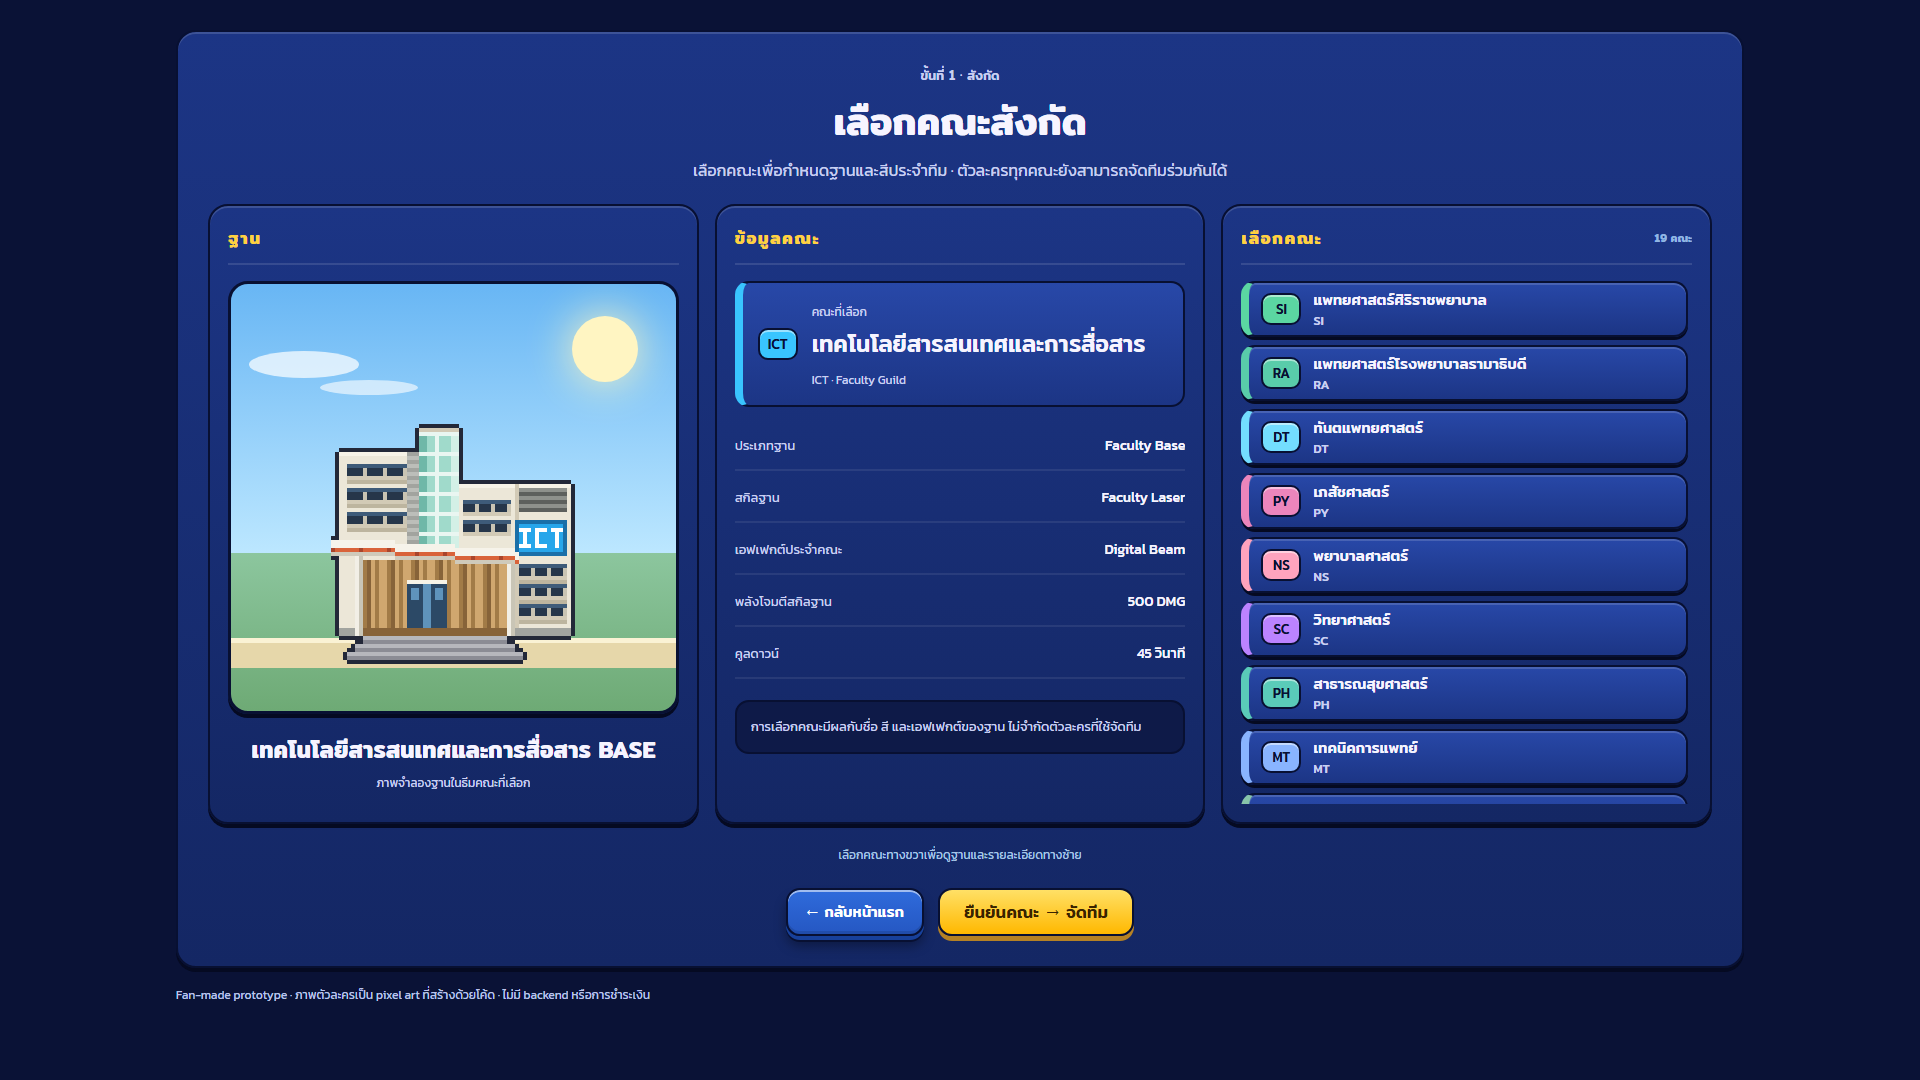 ขั้นที่ 1 · สังกัด
เลือกคณะสังกัด
เลือกคณะเพื่อกำหนดฐานและสีประจำทีม · ตัวละครทุกคณะยังสามารถจัดทีมร่วมกันได้
ฐาน
ICT
เทคโนโลยีสารสนเทศและการสื่อสาร BASE
ภาพจำลองฐานในธีมคณะที่เลือก
ข้อมูลคณะ
คณะที่เลือก
ICT เทคโนโลยีสารสนเทศและการสื่อสาร
ICT · Faculty Guild
ประเภทฐาน Faculty Base
สกิลฐาน Faculty Laser
เอฟเฟกต์ประจำคณะ Digital Beam
พลังโจมตีสกิลฐาน 500 DMG
คูลดาวน์ 45 วินาที
การเลือกคณะมีผลกับชื่อ สี และเอฟเฟกต์ของฐาน ไม่จำกัดตัวละครที่ใช้จัดทีม
เลือกคณะ 19 คณะ
SI แพทยศาสตร์ศิริราชพยาบาล
SI
RA แพทยศาสตร์โรงพยาบาลรามาธิบดี
RA
DT ทันตแพทยศาสตร์
DT
PY เภสัชศาสตร์
PY
NS พยาบาลศาสตร์
NS
SC วิทยาศาสตร์
SC
PH สาธารณสุขศาสตร์
PH
MT เทคนิคการแพทย์
MT
เลือกคณะทางขวาเพื่อดูฐานและรายละเอียดทางซ้าย
← กลับหน้าแรก
ยืนยันคณะ → จัดทีม
Fan-made prototype · ภาพตัวละครเป็น pixel art ที่สร้างด้วยโค้ด · ไม่มี backend หรือการชำระเงิน